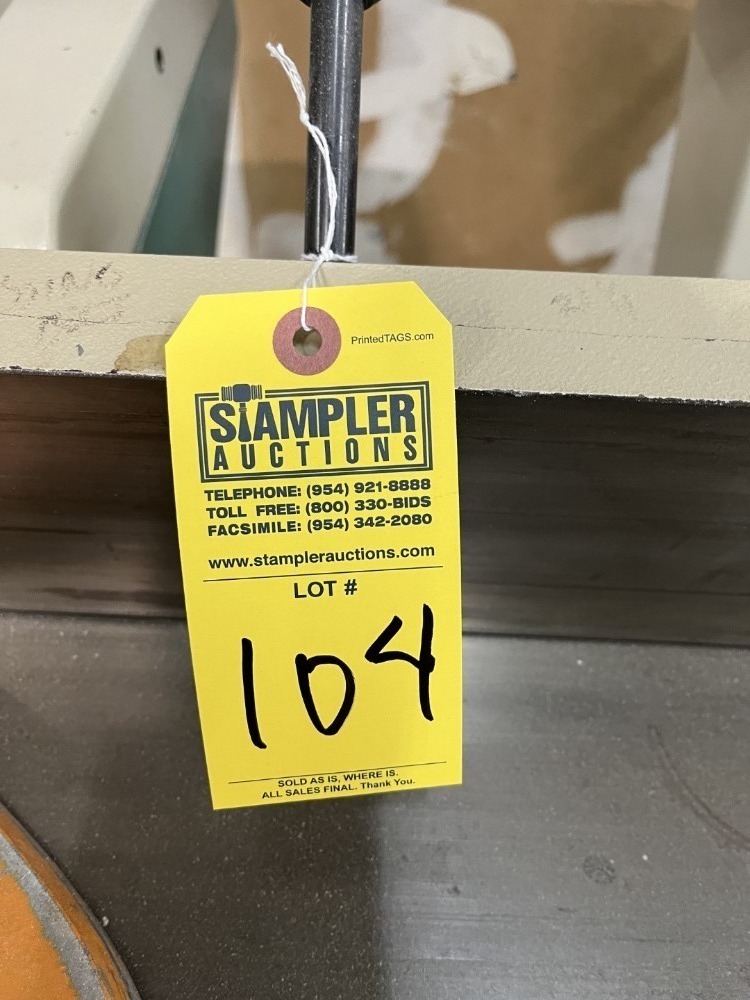 PrintedTAGS.com
STAMPLER
AUCTIONS
TELEPHONE: (954) 921-8888
TOLL FREE: (800) 330-BIDS
FACSIMILE: (954) 342-2080
www.stamplerauctions.com
LOT #
104
SOLD AS IS, WHERE IS.
ALL SALES FINAL. Thank You.